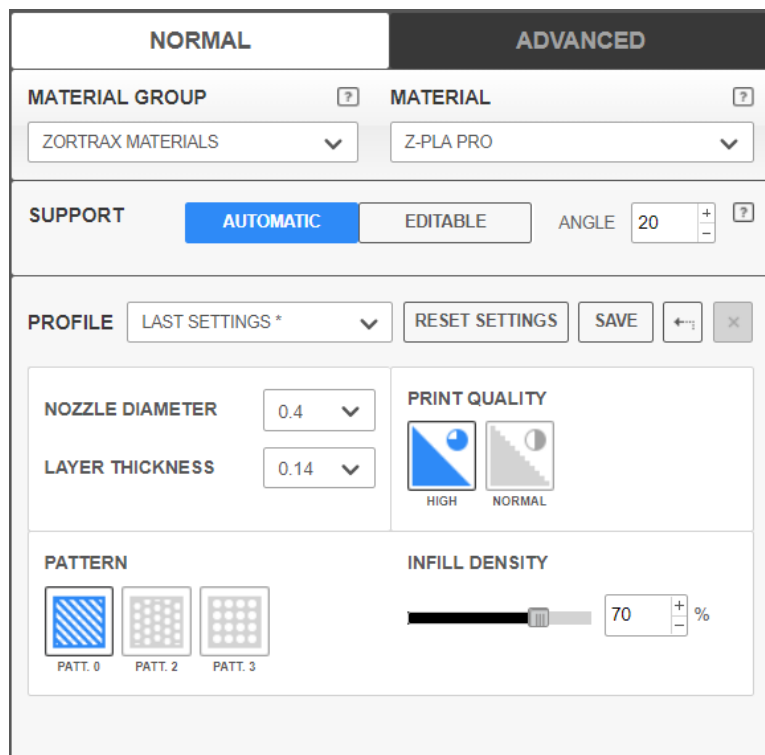 NORMAL ADVANCED
MATERIAL GROUP ? MATERIAL ?
ZORTRAX MATERIALS Z-PLA PRO
SUPPORT AUTOMATIC EDITABLE ANGLE 20 + - ?
PROFILE LAST SETTINGS * RESET SETTINGS SAVE
NOZZLE DIAMETER 0.4
LAYER THICKNESS 0.14
PRINT QUALITY
HIGH NORMAL
PATTERN
PATT. 0 PATT. 2 PATT. 3
INFILL DENSITY
70 + - %